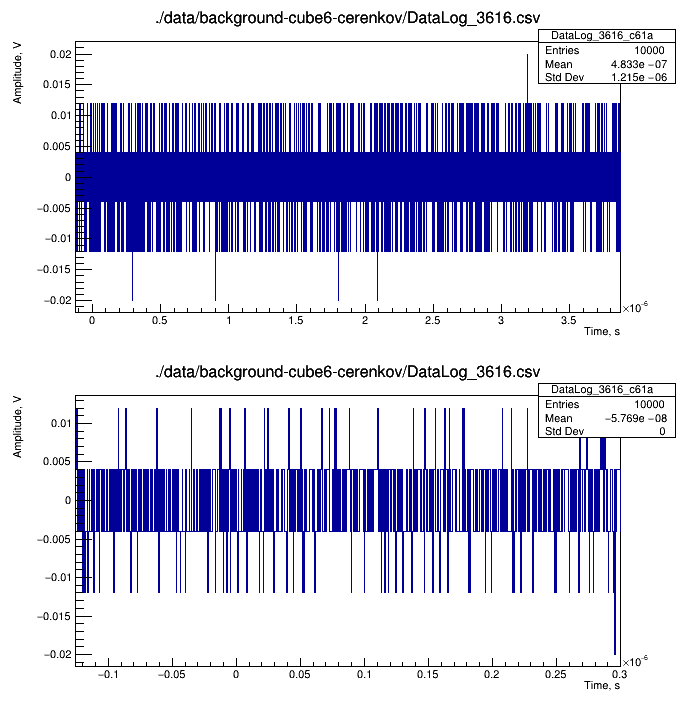 ./data/background-cube6-cerenkov/DataLog_3616.csv
Amplitude, V
DataLog_3616_c61a
Entries 10000
Mean 4.833e −07
Std Dev 1.215e −06
0.02
0.015
0.01
0.005
0
−0.005
−0.01
−0.015
−0.02
0 0.5 1 1.5 2 2.5 3 3.5 ×10⁻⁶
Time, s
./data/background-cube6-cerenkov/DataLog_3616.csv
Amplitude, V
DataLog_3616_c61a
Entries 10000
Mean −5.769e −08
Std Dev 0
0.01
0.005
0
−0.005
−0.01
−0.015
−0.02
−0.1 −0.05 0 0.05 0.1 0.15 0.2 0.25 0.3 ×10⁻⁶
Time, s